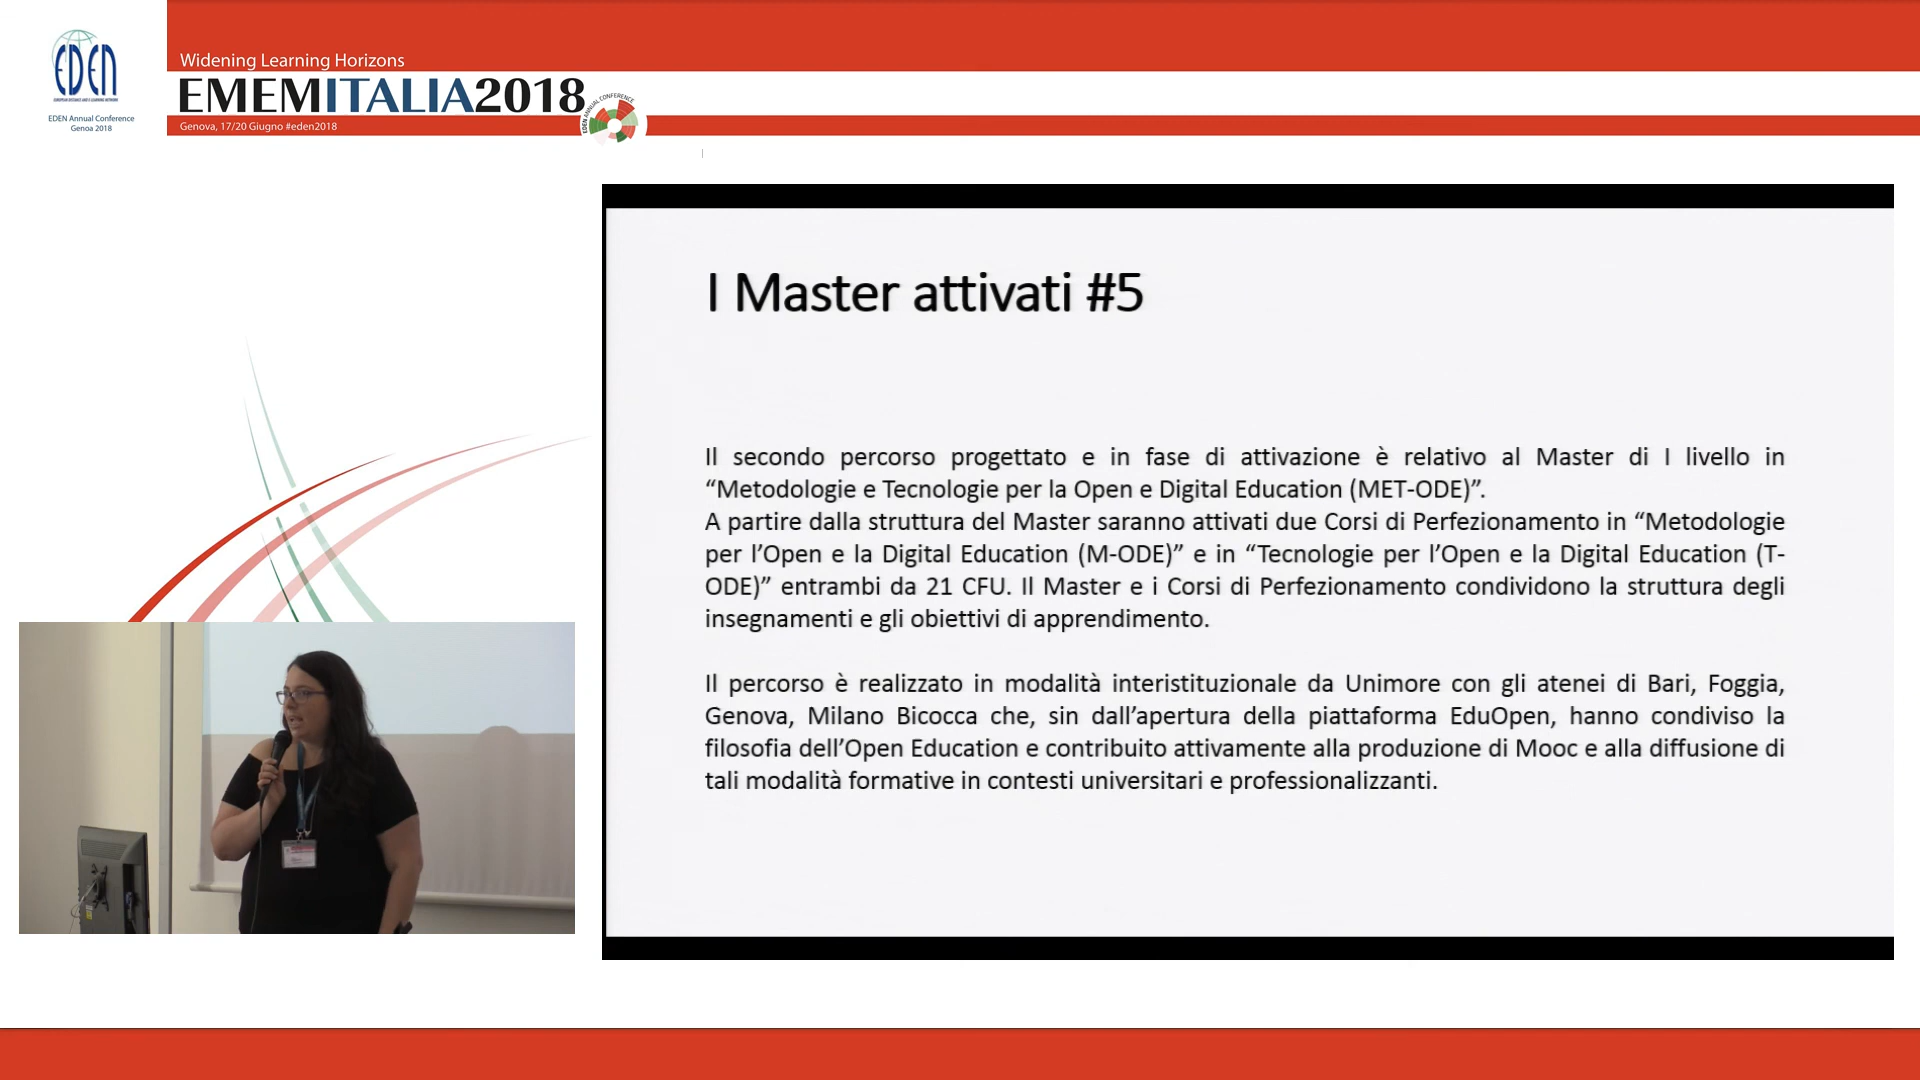 EDEN
EUROPEAN DISTANCE AND E-LEARNING NETWORK
EDEN Annual Conference
Genoa 2018
Widening Learning Horizons
EMEMITALIA2018
Genova, 17/20 Giugno #eden2018
EDEN ANNUAL CONFERENCE
I Master attivati #5
Il secondo percorso progettato e in fase di attivazione è relativo al Master di I livello in
“Metodologie e Tecnologie per la Open e Digital Education (MET-ODE)”.
A partire dalla struttura del Master saranno attivati due Corsi di Perfezionamento in “Metodologie
per l’Open e la Digital Education (M-ODE)” e in “Tecnologie per l’Open e la Digital Education (T-
ODE)” entrambi da 21 CFU. Il Master e i Corsi di Perfezionamento condividono la struttura degli
insegnamenti e gli obiettivi di apprendimento.
Il percorso è realizzato in modalità interistituzionale da Unimore con gli atenei di Bari, Foggia,
Genova, Milano Bicocca che, sin dall’apertura della piattaforma EduOpen, hanno condiviso la
filosofia dell’Open Education e contribuito attivamente alla produzione di Mooc e alla diffusione di
tali modalità formative in contesti universitari e professionalizzanti.